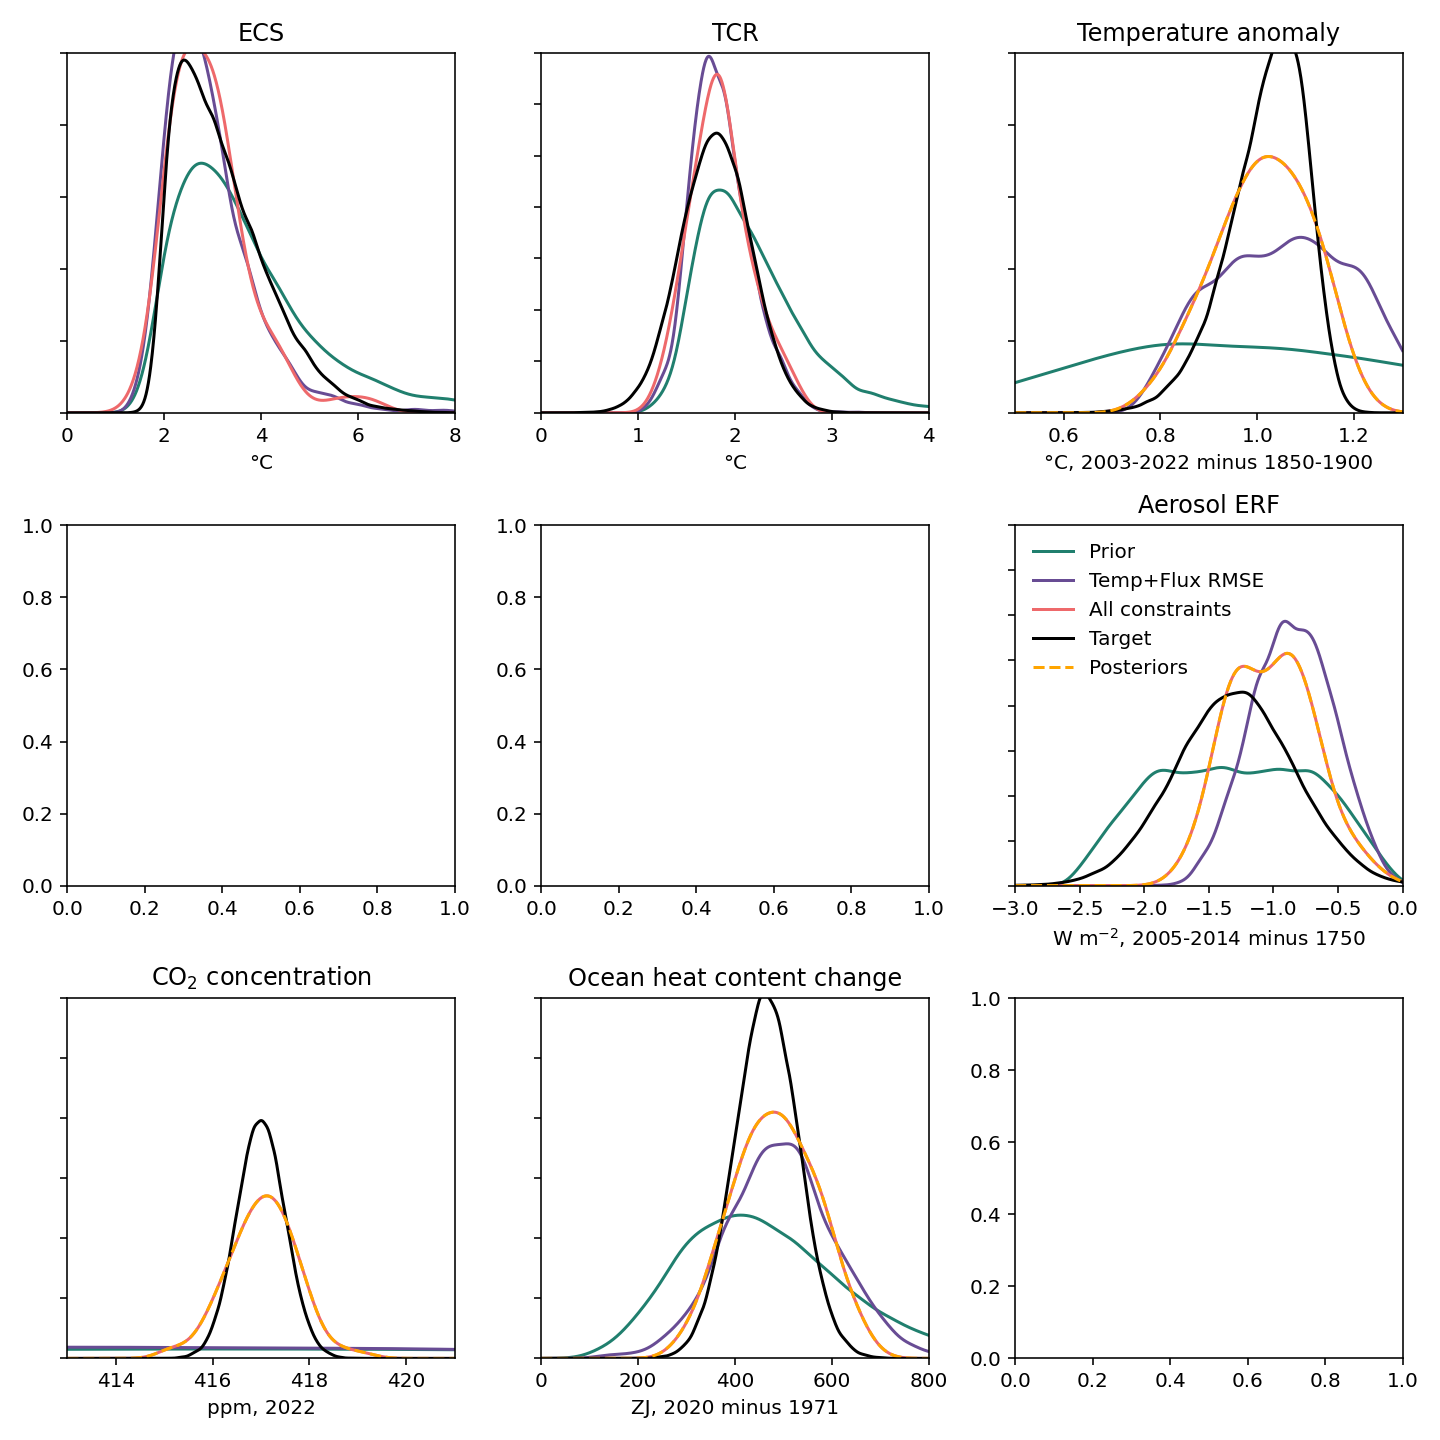 ECS
TCR
Temperature anomaly
0 2 4 6 8
0 1 2 3 4
0.6 0.8 1.0 1.2
°C
°C
°C, 2003-2022 minus 1850-1900
Aerosol ERF
1.0
0.8
0.6
0.4
0.2
0.0
0.0 0.2 0.4 0.6 0.8 1.0
1.0
0.8
0.6
0.4
0.2
0.0
0.0 0.2 0.4 0.6 0.8 1.0
Prior
Temp+Flux RMSE
All constraints
Target
Posteriors
−3.0 −2.5 −2.0 −1.5 −1.0 −0.5 0.0
W m⁻², 2005-2014 minus 1750
CO₂ concentration
Ocean heat content change
414 416 418 420
ppm, 2022
0 200 400 600 800
ZJ, 2020 minus 1971
1.0
0.8
0.6
0.4
0.2
0.0
0.0 0.2 0.4 0.6 0.8 1.0